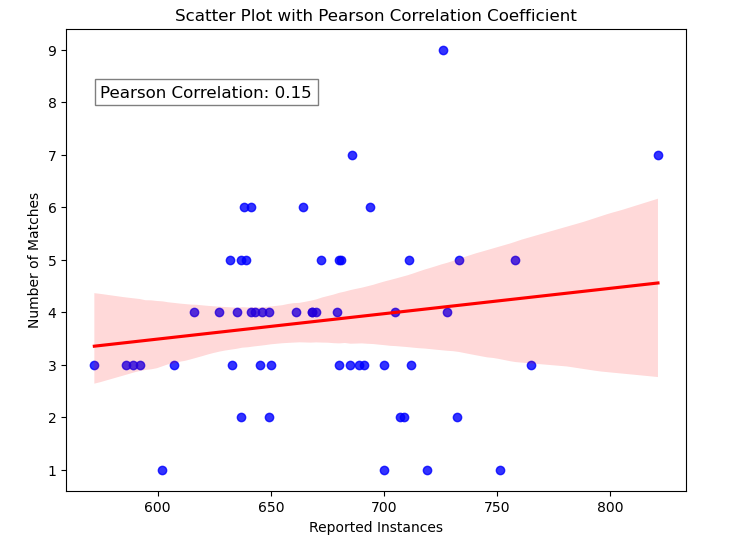 Scatter Plot with Pearson Correlation Coefficient
9
Pearson Correlation: 0.15
8
7
6
5
4
3
2
1
Number of Matches
600 650 700 750 800
Reported Instances